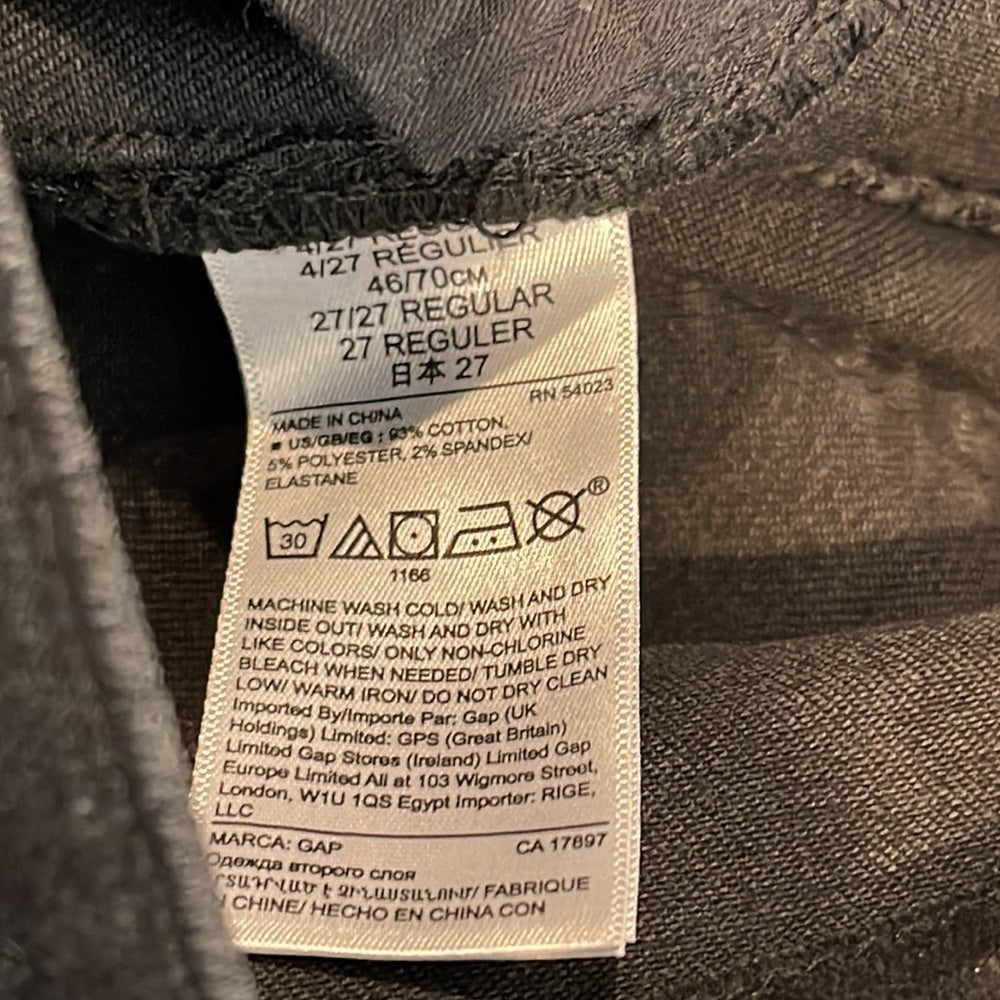 4/27 REGULIER
46/70CM
27/27 REGULAR
27 REGULER
日本 27
RN 54023
MADE IN CHINA
■ US/GB/EG : 93% COTTON,
5% POLYESTER, 2% SPANDEX/
ELASTANE
30
®
1166
MACHINE WASH COLD/ WASH AND DRY
INSIDE OUT/ WASH AND DRY WITH
LIKE COLORS/ ONLY NON-CHLORINE
BLEACH WHEN NEEDED/ TUMBLE DRY
LOW/ WARM IRON/ DO NOT DRY CLEAN
Imported By/Importe Par: Gap (UK
Holdings) Limited: GPS (Great Britain)
Limited Gap Stores (Ireland) Limited Gap
Europe Limited All at 103 Wigmore Street,
London, W1U 1QS Egypt Importer: RIGE,
LLC
MARCA: GAP CA 17897
Одежда второго слоя
Է ՉԻՆԱՍՏԱՆՈՒՄ/ FABRIQUE
CHINE/ HECHO EN CHINA CON